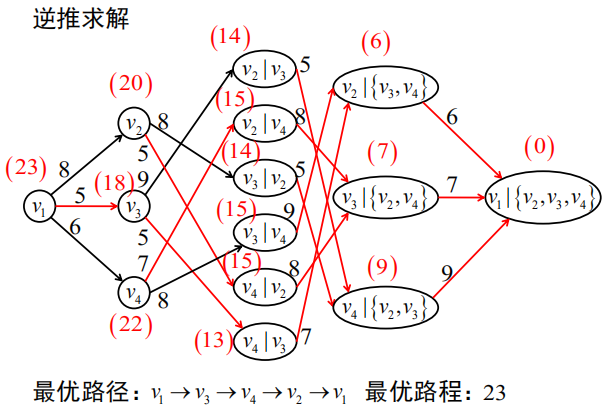 逆推求解
(14)
v₂|v₃
5
(6)
v₂|{v₃,v₄}
6
(20)
v₂
8
5
(15)
v₂|v₄
8
(23)
v₁
8
5
6
(18)
v₃
9
5
(14)
v₃|v₂
5
(7)
v₃|{v₂,v₄}
7
(0)
v₁|{v₂,v₃,v₄}
(15)
v₃|v₄
9
7
v₄
8
(22)
(15)
v₄|v₂
8
(9)
v₄|{v₂,v₃}
9
(13)
v₄|v₃
7
最优路径：v₁→v₃→v₄→v₂→v₁ 最优路程：23